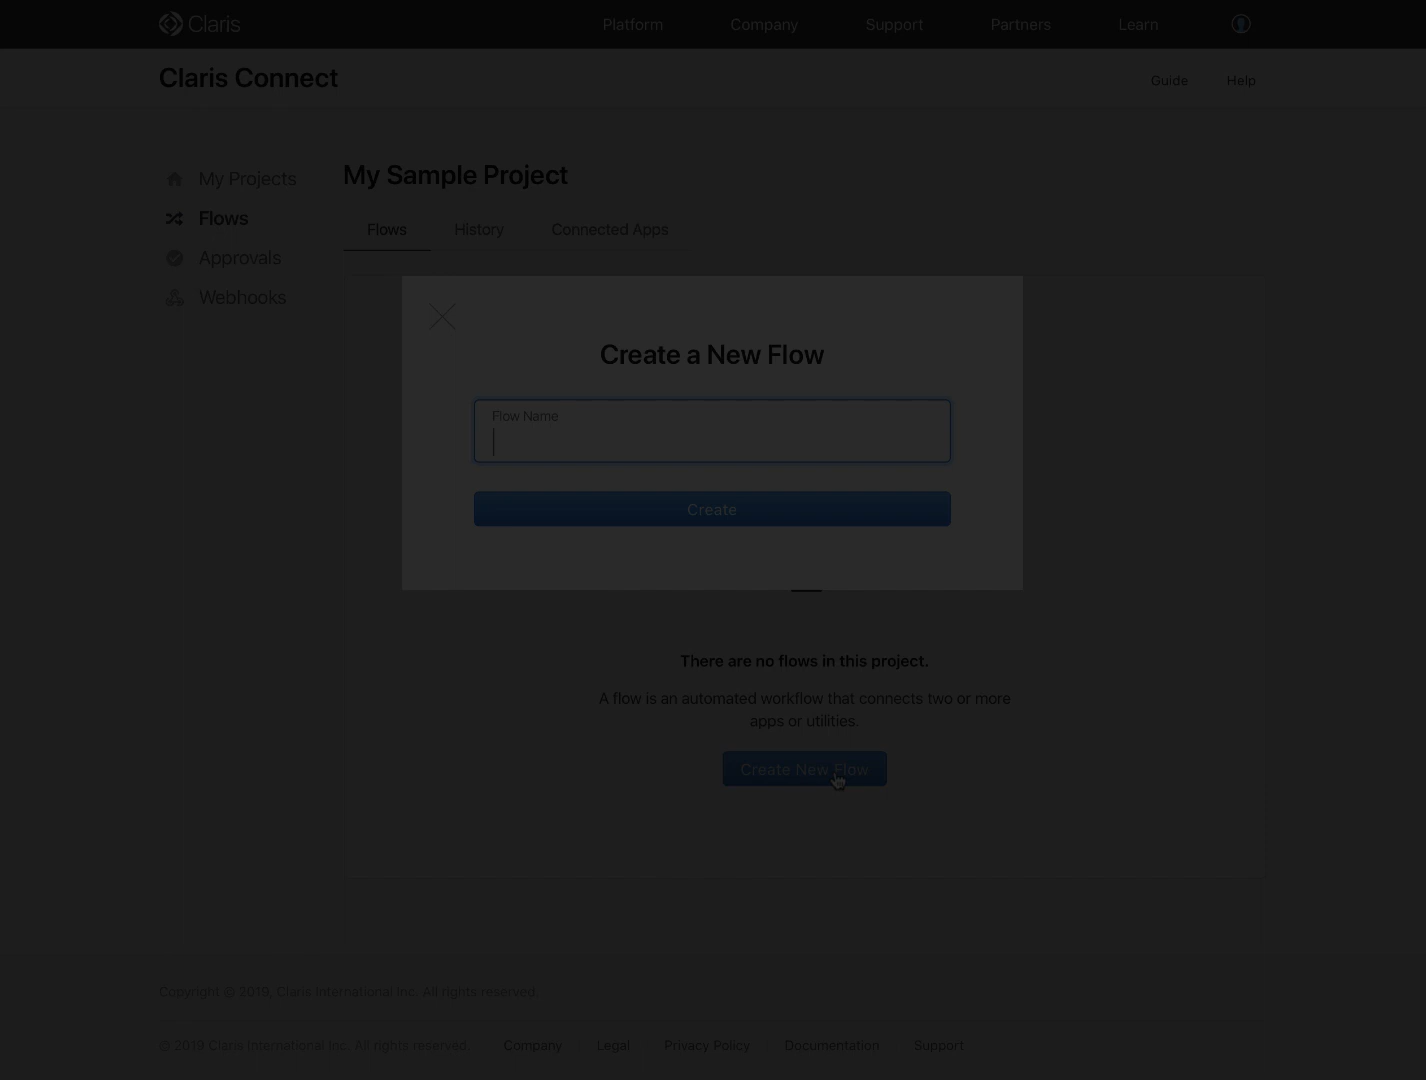 Claris
Platform
Company
Support
Partners
Learn
Claris Connect
Guide
Help
My Projects
Flows
Approvals
Webhooks
My Sample Project
Flows
History
Connected Apps
Create a New Flow
Flow Name
Create
There are no flows in this project.
A flow is an automated workflow that connects two or more
apps or utilities.
Create New Flow
Copyright © 2019, Claris International Inc. All rights reserved.
© 2019 Claris International Inc. All rights reserved.
Company
Legal
Privacy Policy
Documentation
Support